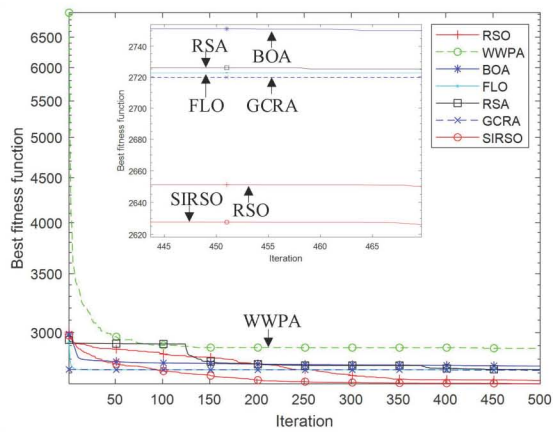 Best fitness function
6500
6000
5500
5000
4500
4000
3500
3000
50
100
150
200
250
300
350
400
450
500
Iteration
RSO
WWPA
BOA
FLO
RSA
GCRA
SIRSO
WWPA
Best fitness function
2740
2720
2700
2680
2660
2640
2620
445
450
455
460
465
Iteration
RSA
BOA
FLO
GCRA
SIRSO
RSO